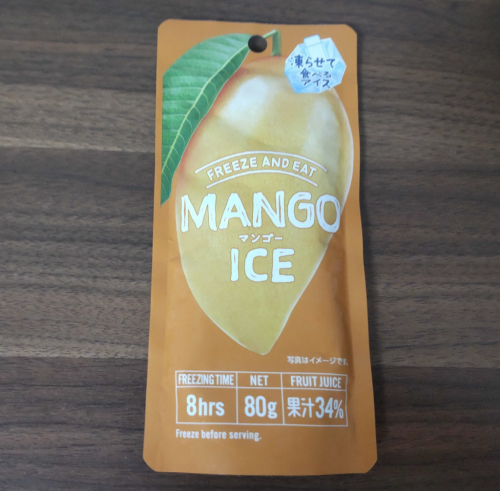 凍らせて
食べる
アイス
FREEZE AND EAT
MANGO
マンゴー
ICE
写真はイメージです。
FREEZING TIME NET FRUIT JUICE
8hrs 80g 果汁34%
Freeze before serving.